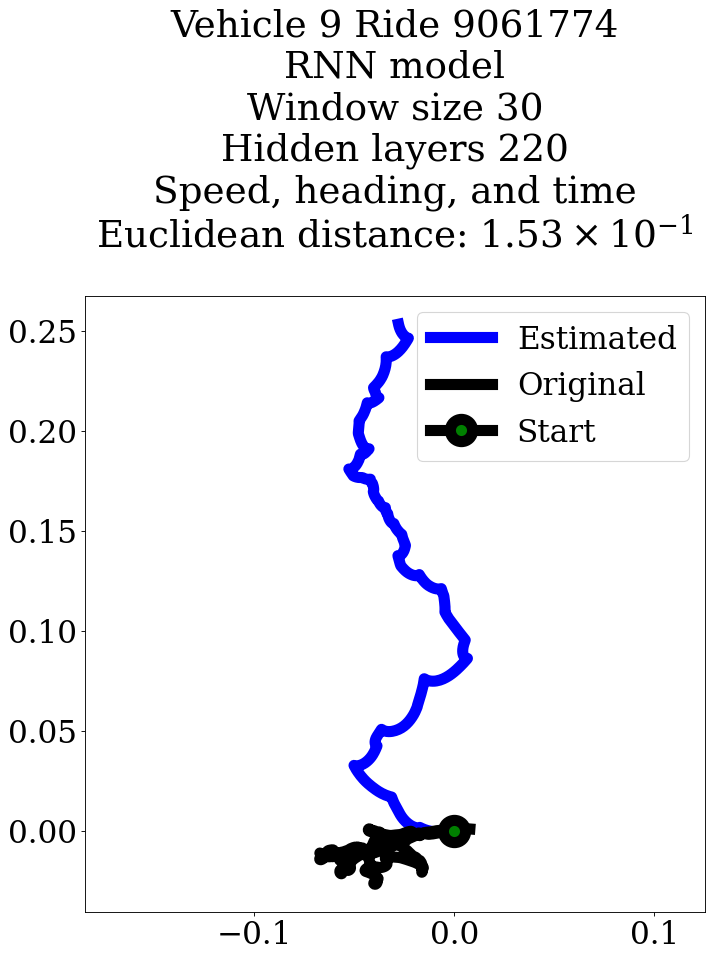 Vehicle 9 Ride 9061774
RNN model
Window size 30
Hidden layers 220
Speed, heading, and time
Euclidean distance: 1.53 × 10⁻¹
Estimated
Original
Start
0.25
0.20
0.15
0.10
0.05
0.00
−0.1
0.0
0.1